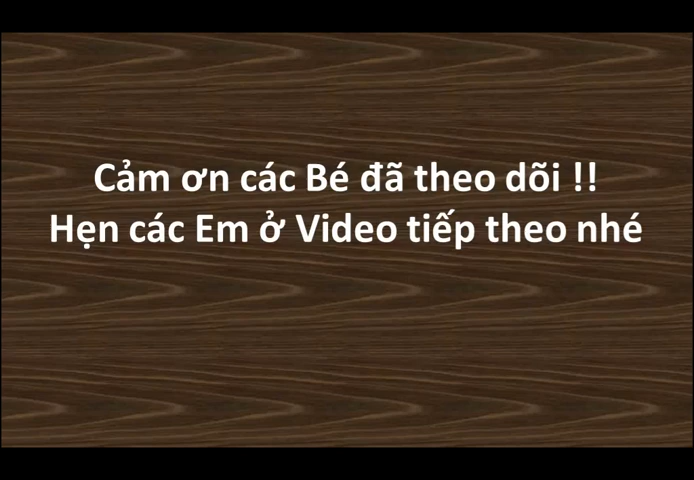 Cảm ơn các Bé đã theo dõi !!
Hẹn các Em ở Video tiếp theo nhé